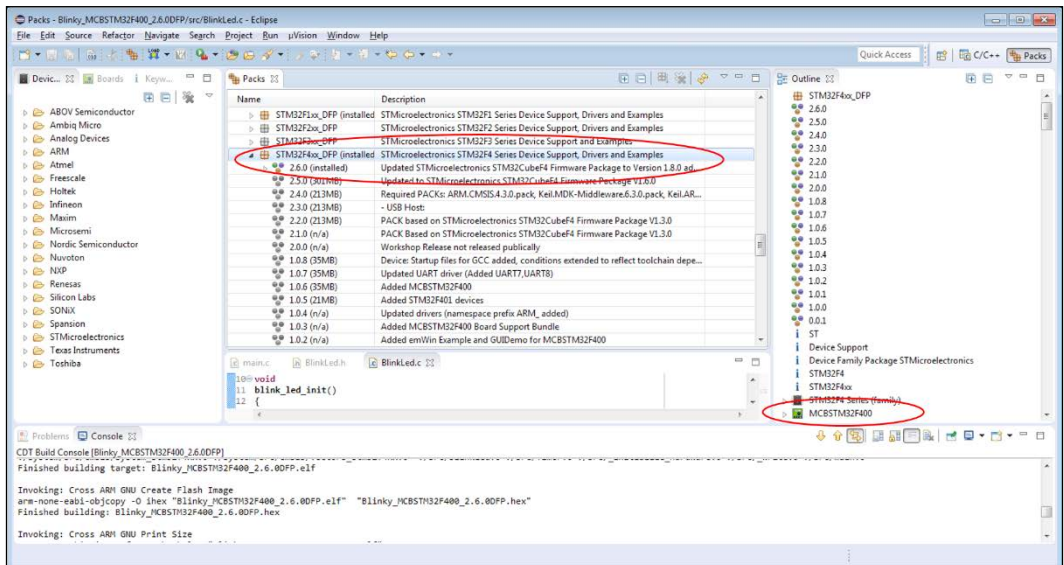 Packs - Blinky_MCBSTM32F400_2.6.0DFP/src/BlinkLed.c - Eclipse
File Edit Source Refactor Navigate Search Project Run µVision Window Help
Quick Access C/C++ Packs
Devic... Boards Keyw...
ABOV Semiconductor
Ambiq Micro
Analog Devices
ARM
Atmel
Freescale
Holtek
Infineon
Maxim
Microsemi
Nordic Semiconductor
Nuvoton
NXP
Renesas
Silicon Labs
SONiX
Spansion
STMicroelectronics
Texas Instruments
Toshiba
Packs
Name Description
STM32F1xx_DFP (installed STMicroelectronics STM32F1 Series Device Support, Drivers and Examples
STM32F2xx_DFP STMicroelectronics STM32F2 Series Device Support, Drivers and Examples
STM32F3xx_DFP STMicroelectronics STM32F3 Series Device Support and Examples
STM32F4xx_DFP (installed STMicroelectronics STM32F4 Series Device Support, Drivers and Examples
2.6.0 (installed) Updated STMicroelectronics STM32CubeF4 Firmware Package to Version 1.8.0 ad...
2.5.0 (301MB) Updated to STMicroelectronics STM32CubeF4 Firmware Package V1.6.0
2.4.0 (213MB) Required PACKs: ARM.CMSIS.4.3.0.pack, Keil.MDK-Middleware.6.3.0.pack, Keil.AR...
2.3.0 (213MB) - USB Host:
2.2.0 (213MB) PACK based on STMicroelectronics STM32CubeF4 Firmware Package V1.3.0
2.1.0 (n/a) PACK Based on STMicroelectronics STM32CubeF4 Firmware Package V1.3.0
2.0.0 (n/a) Workshop Release not released publically
1.0.8 (35MB) Device: Startup files for GCC added, conditions extended to reflect toolchain depe...
1.0.7 (35MB) Updated UART driver (Added UART7,UART8)
1.0.6 (35MB) Added MCBSTM32F400
1.0.5 (21MB) Added STM32F401 devices
1.0.4 (n/a) Updated drivers (namespace prefix ARM_ added)
1.0.3 (n/a) Added MCBSTM32F400 Board Support Bundle
1.0.2 (n/a) Added emWin Example and GUIDemo for MCBSTM32F400
main.c BlinkLed.h BlinkLed.c
10 void
11 blink_led_init()
12 {
Outline
STM32F4xx_DFP
2.6.0
2.5.0
2.4.0
2.3.0
2.2.0
2.1.0
2.0.0
1.0.8
1.0.7
1.0.6
1.0.5
1.0.4
1.0.3
1.0.2
1.0.1
1.0.0
0.0.1
ST
Device Support
Device Family Package STMicroelectronics
STM32F4
STM32F4xx
STM32F4 Series (family)
MCBSTM32F400
Problems Console
CDT Build Console [Blinky_MCBSTM32F400_2.6.0DFP]
Finished building target: Blinky_MCBSTM32F400_2.6.0DFP.elf
Invoking: Cross ARM GNU Create Flash Image
arm-none-eabi-objcopy -O ihex "Blinky_MCBSTM32F400_2.6.0DFP.elf" "Blinky_MCBSTM32F400_2.6.0DFP.hex"
Finished building: Blinky_MCBSTM32F400_2.6.0DFP.hex
Invoking: Cross ARM GNU Print Size